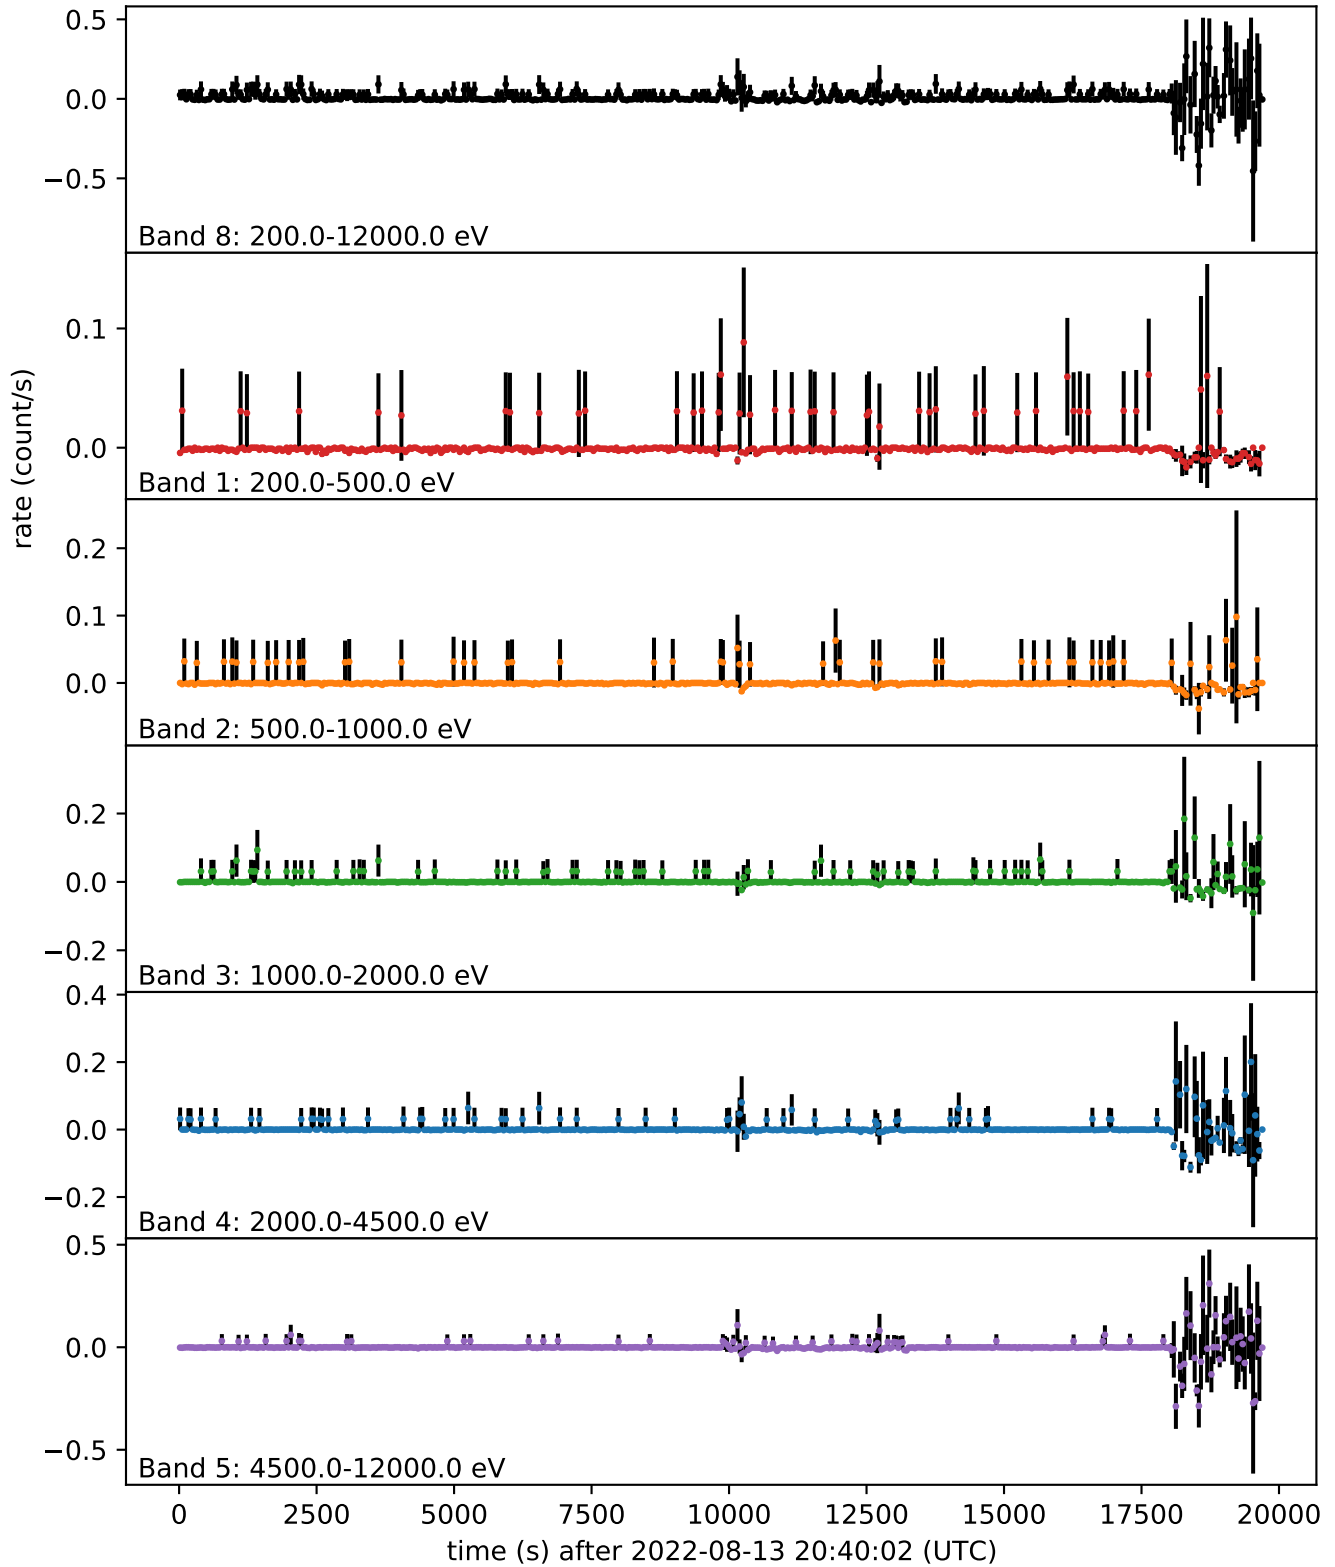 0.5
0.0
−0.5
Band 8: 200.0-12000.0 eV
0.1
0.0
Band 1: 200.0-500.0 eV
rate (count/s)
0.2
0.1
0.0
Band 2: 500.0-1000.0 eV
0.2
0.0
−0.2
Band 3: 1000.0-2000.0 eV
0.4
0.2
0.0
−0.2
Band 4: 2000.0-4500.0 eV
0.5
0.0
−0.5
Band 5: 4500.0-12000.0 eV
0 2500 5000 7500 10000 12500 15000 17500 20000
time (s) after 2022-08-13 20:40:02 (UTC)